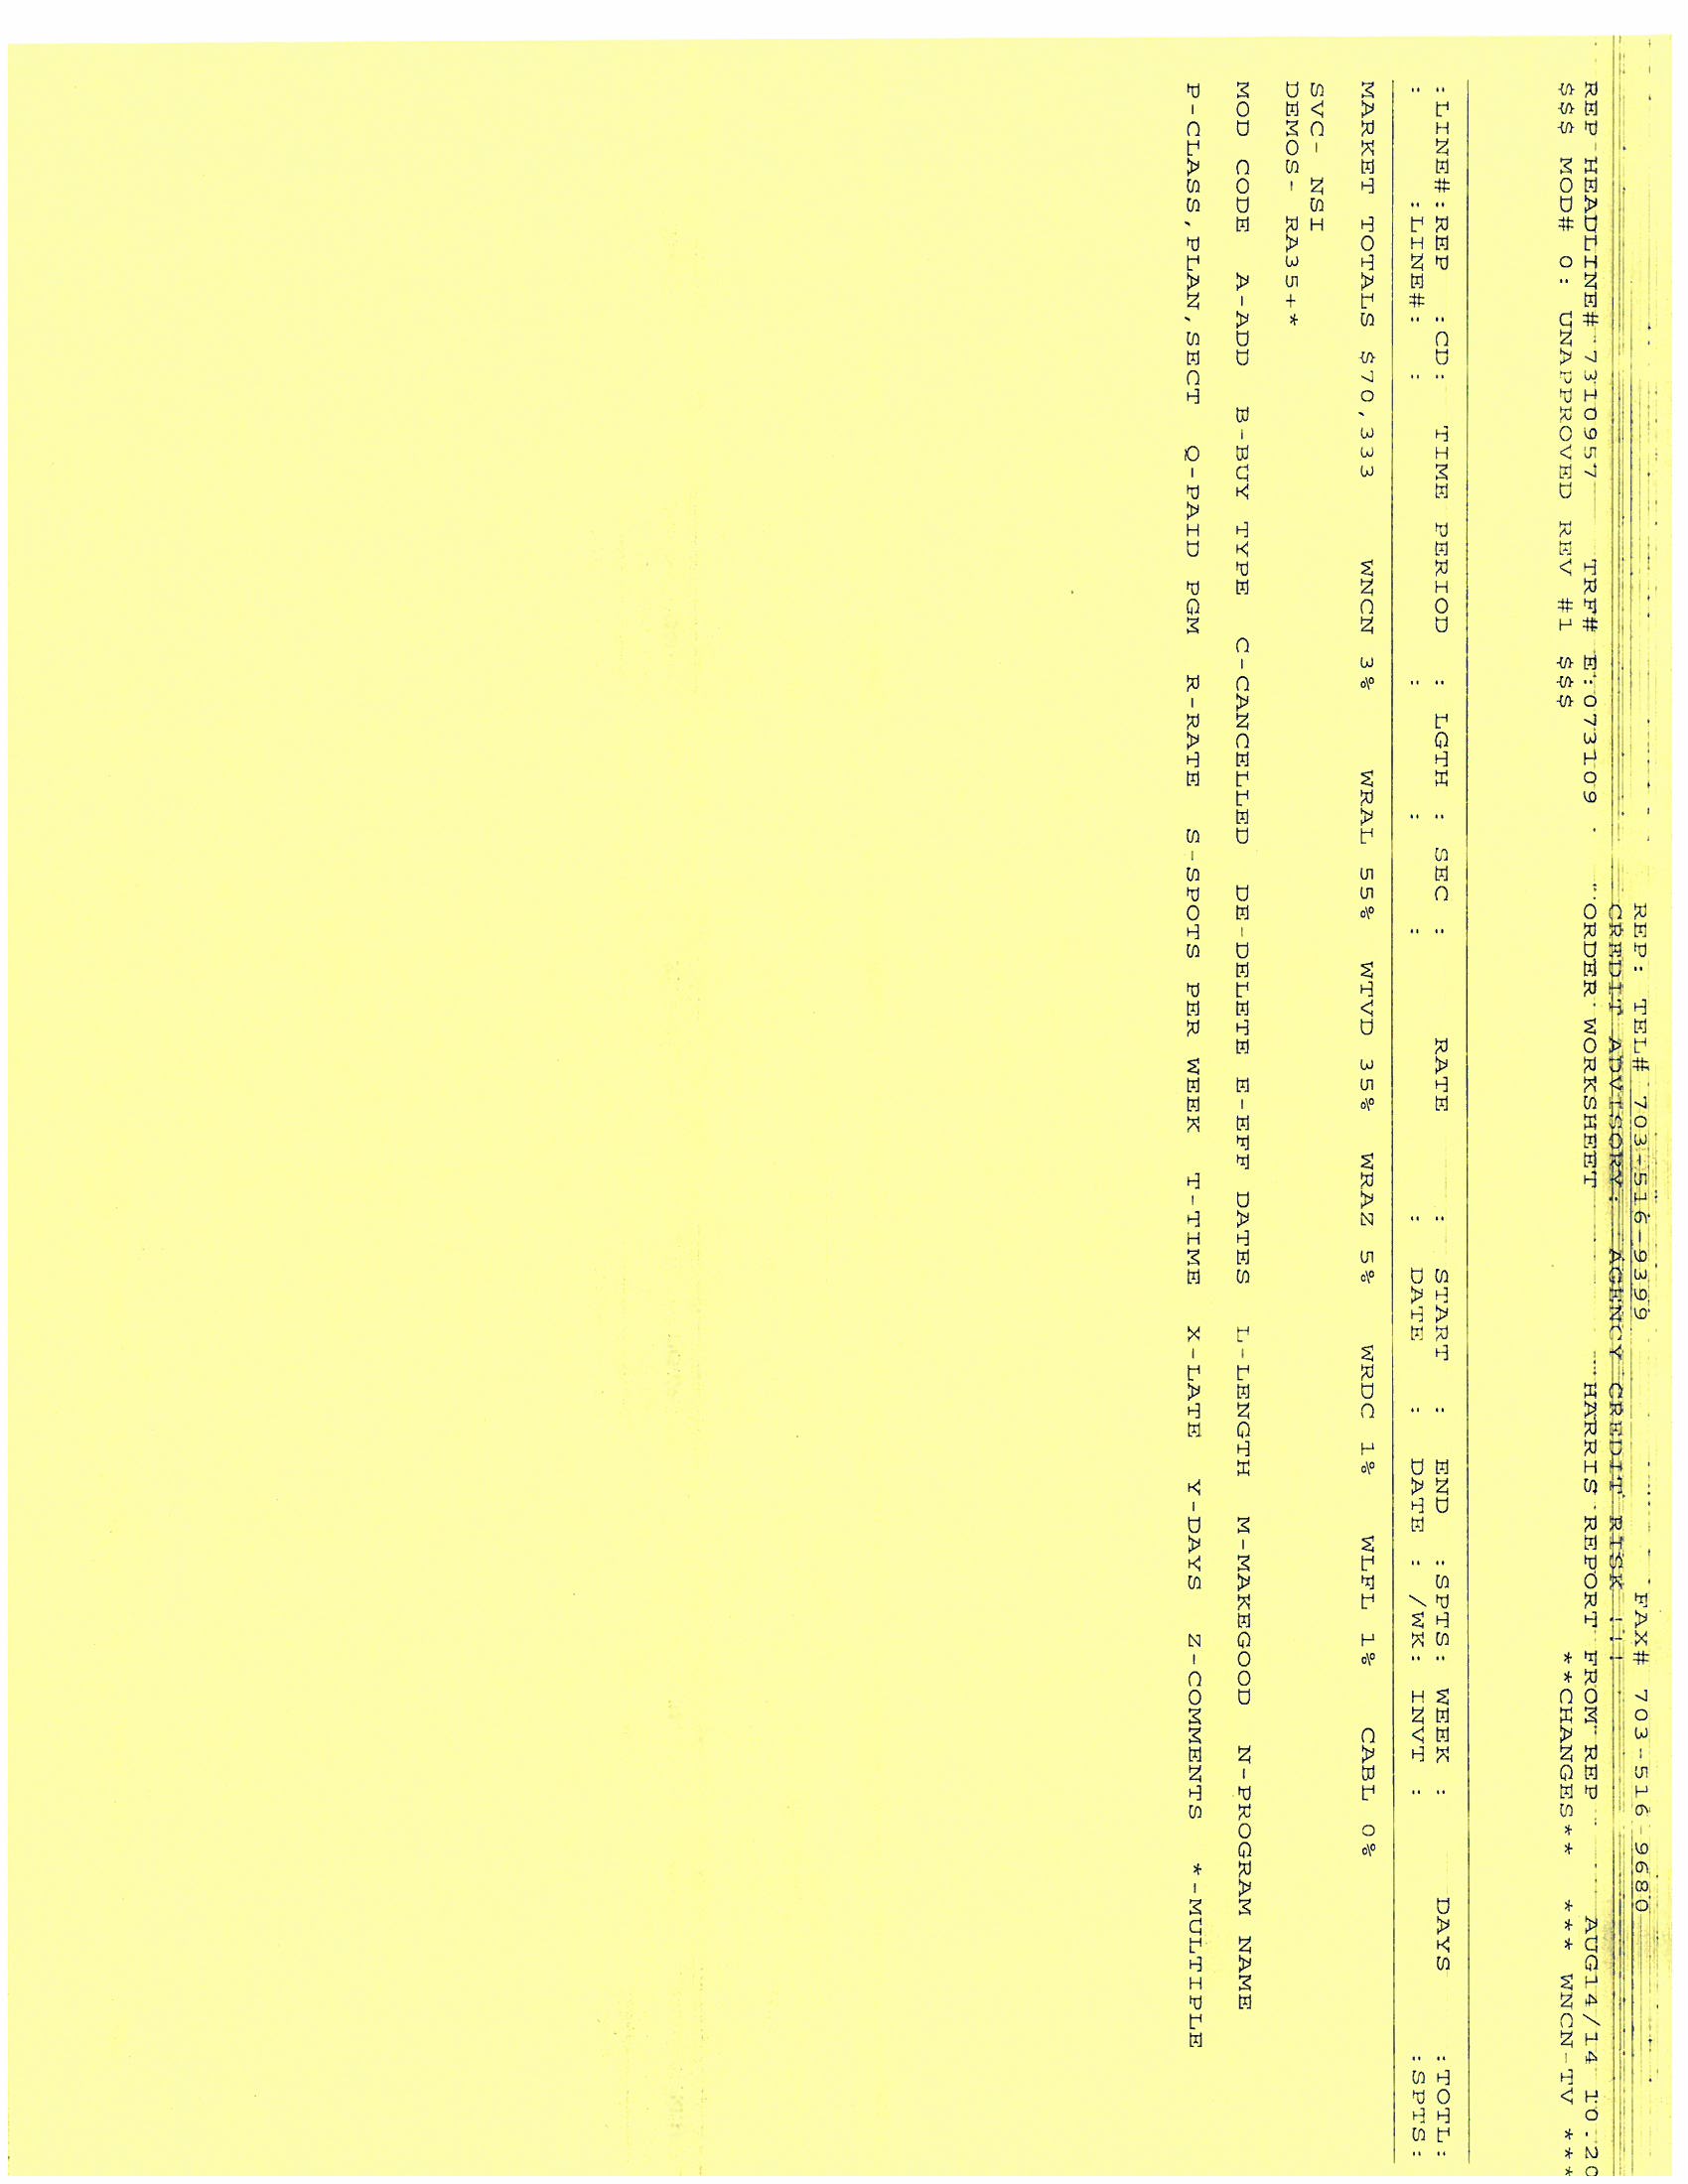 REP: TEL# 703-516-9399 FAX# 703-516-9680
CREDIT ADVISORY: AGENCY CREDIT RISK !!!
REP HEADLINE# 7310957 TRF# E:073109 ORDER WORKSHEET HARRIS REPORT FROM REP AUG14/14 10.20
$$$ MOD# 0: UNAPPROVED REV #1 $$$ **CHANGES** *** WNCN-TV ***
:LINE#:REP :CD: TIME PERIOD : LGTH : SEC : RATE : START : END :SPTS: WEEK : DAYS :TOTL:
: :LINE#: : : : : : DATE : DATE : /WK: INVT : :SPTS:
MARKET TOTALS $70,333 WNCN 3% WRAL 55% WTVD 35% WRAZ 5% WRDC 1% WLFL 1% CABL 0%
SVC- NSI
DEMOS- RA35+*
MOD CODE A-ADD B-BUY TYPE C-CANCELLED DE-DELETE E-EFF DATES L-LENGTH M-MAKEGOOD N-PROGRAM NAME
P-CLASS,PLAN,SECT Q-PAID PGM R-RATE S-SPOTS PER WEEK T-TIME X-LATE Y-DAYS Z-COMMENTS *-MULTIPLE